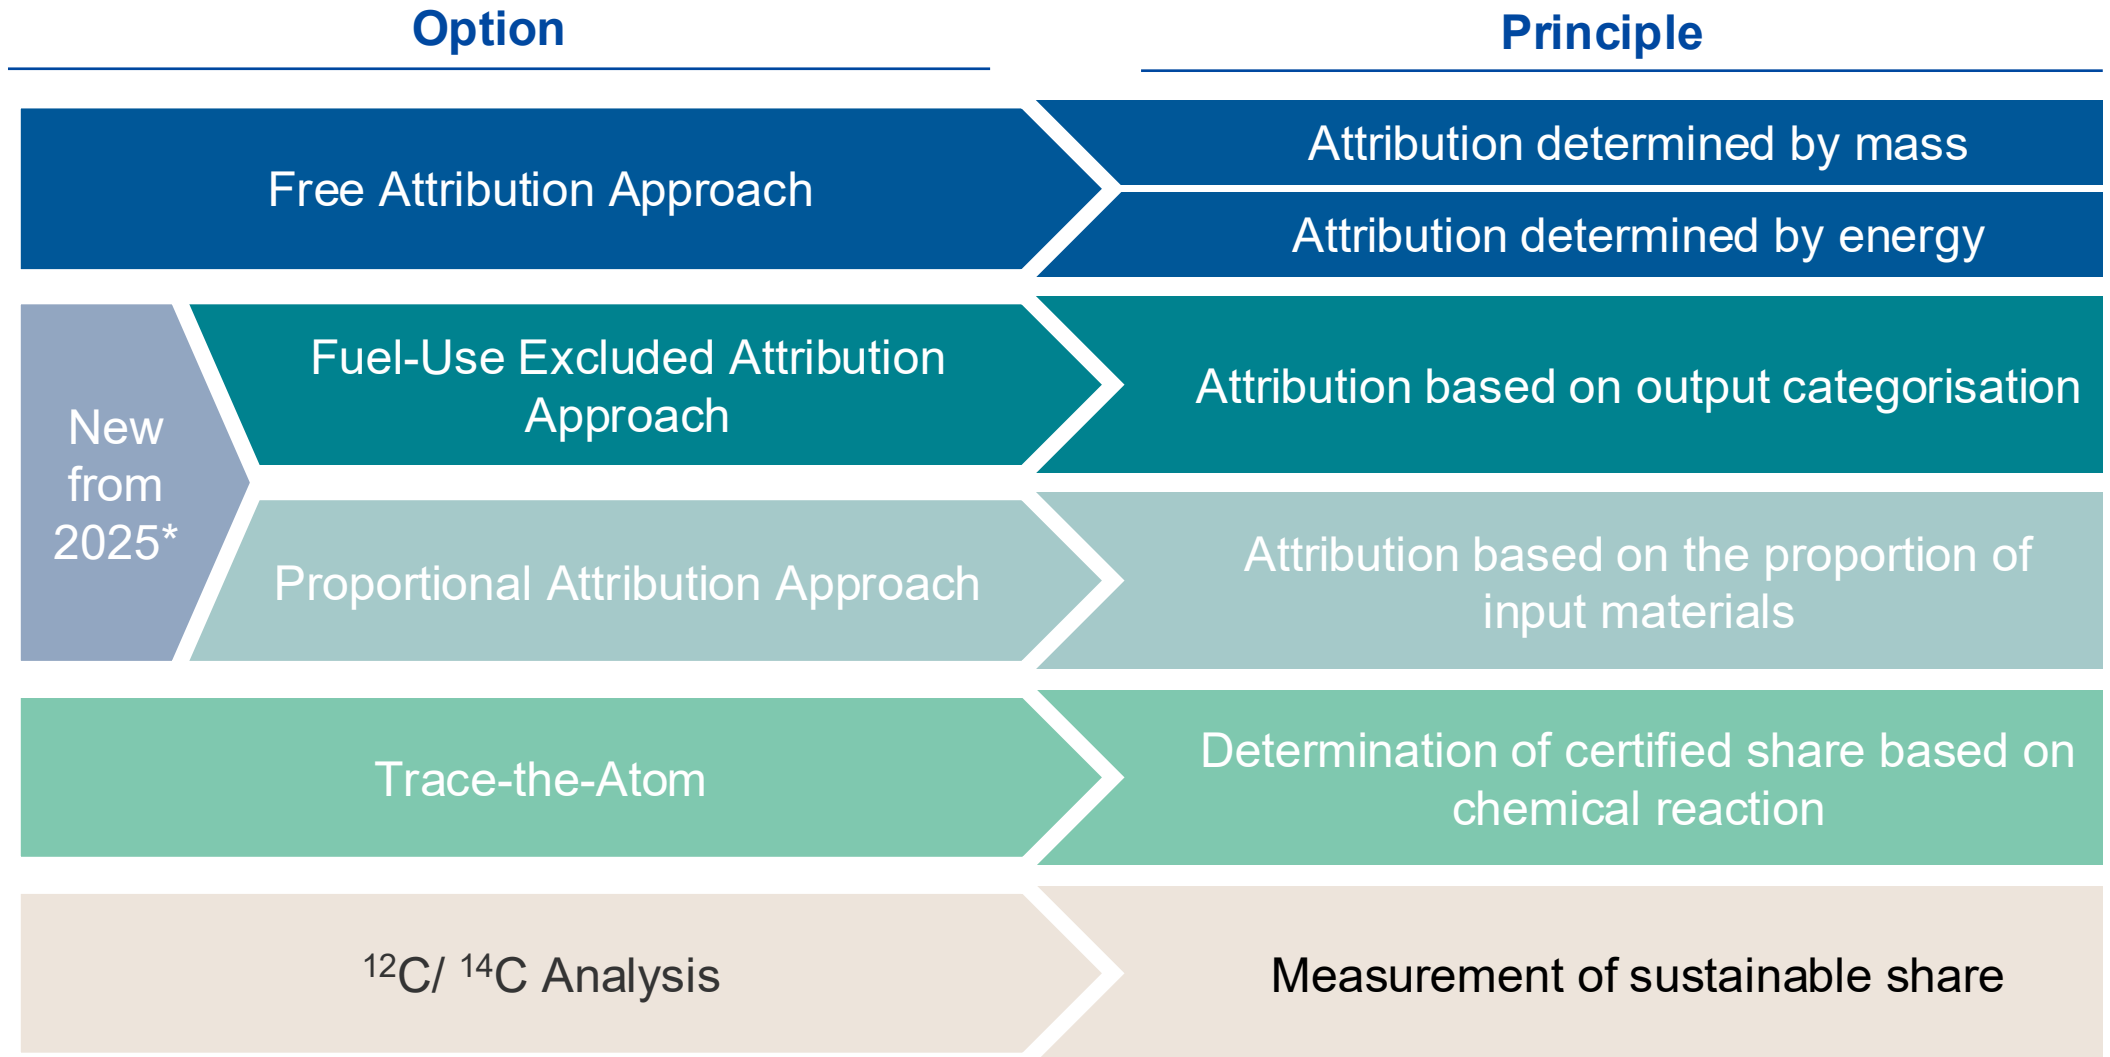 Option
Principle
Free Attribution Approach
Attribution determined by mass
Attribution determined by energy
New
from
2025*
Fuel-Use Excluded Attribution
Approach
Attribution based on output categorisation
Proportional Attribution Approach
Attribution based on the proportion of
input materials
Trace-the-Atom
Determination of certified share based on
chemical reaction
¹²C/ ¹⁴C Analysis
Measurement of sustainable share